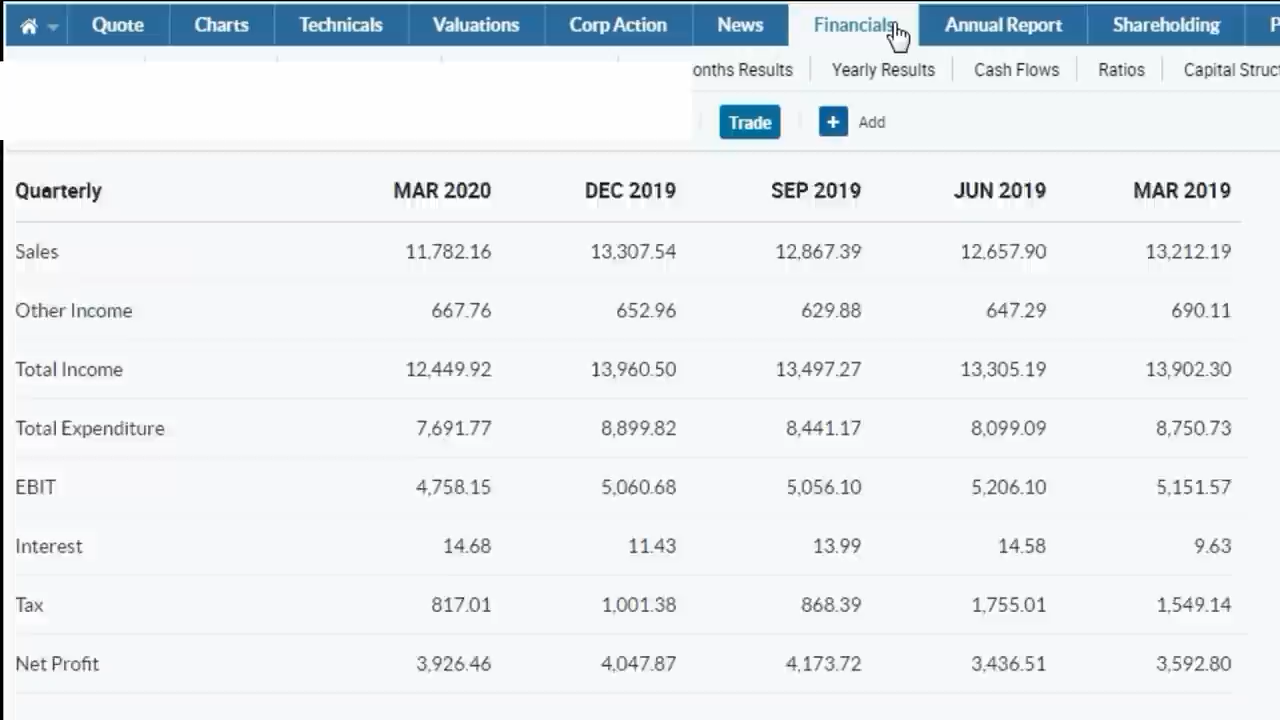 Quote Charts Technicals Valuations Corp Action News Financials Annual Report Shareholding
onths Results Yearly Results Cash Flows Ratios Capital Struct
Trade + Add
Quarterly MAR 2020 DEC 2019 SEP 2019 JUN 2019 MAR 2019
Sales 11,782.16 13,307.54 12,867.39 12,657.90 13,212.19
Other Income 667.76 652.96 629.88 647.29 690.11
Total Income 12,449.92 13,960.50 13,497.27 13,305.19 13,902.30
Total Expenditure 7,691.77 8,899.82 8,441.17 8,099.09 8,750.73
EBIT 4,758.15 5,060.68 5,056.10 5,206.10 5,151.57
Interest 14.68 11.43 13.99 14.58 9.63
Tax 817.01 1,001.38 868.39 1,755.01 1,549.14
Net Profit 3,926.46 4,047.87 4,173.72 3,436.51 3,592.80